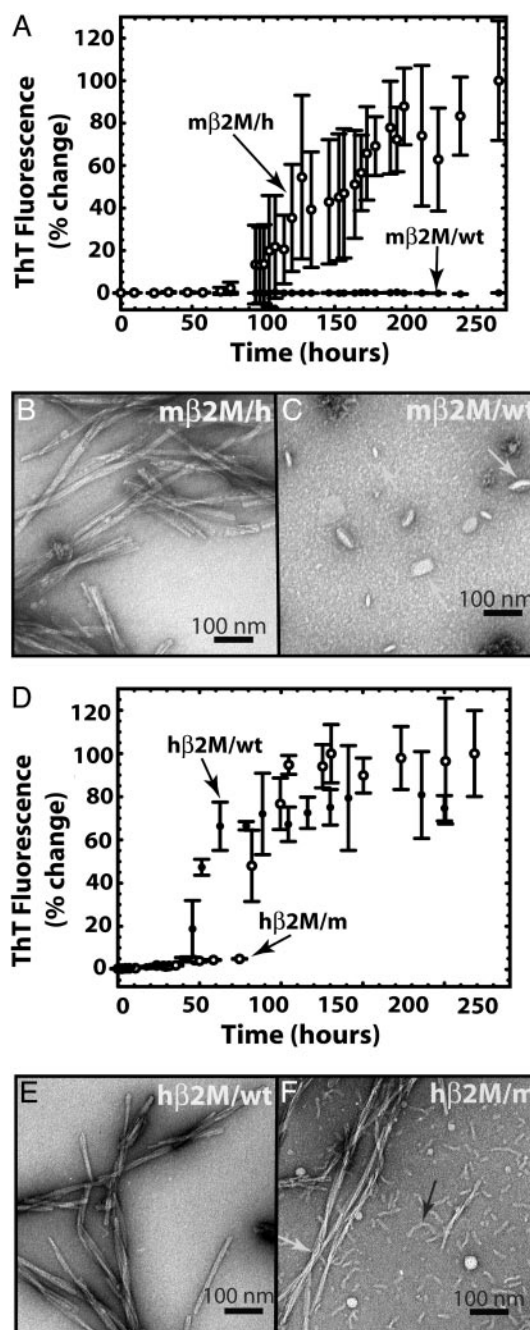 A
ThT Fluorescence
(% change)
120
100
80
60
40
20
0
mβ2M/h
mβ2M/wt
0 50 100 150 200 250
Time (hours)
B mβ2M/h
100 nm
C mβ2M/wt
100 nm
D
ThT Fluorescence
(% change)
120
100
80
60
40
20
0
hβ2M/wt
hβ2M/m
0 50 100 150 200 250
Time (hours)
E hβ2M/wt
100 nm
F hβ2M/m
100 nm